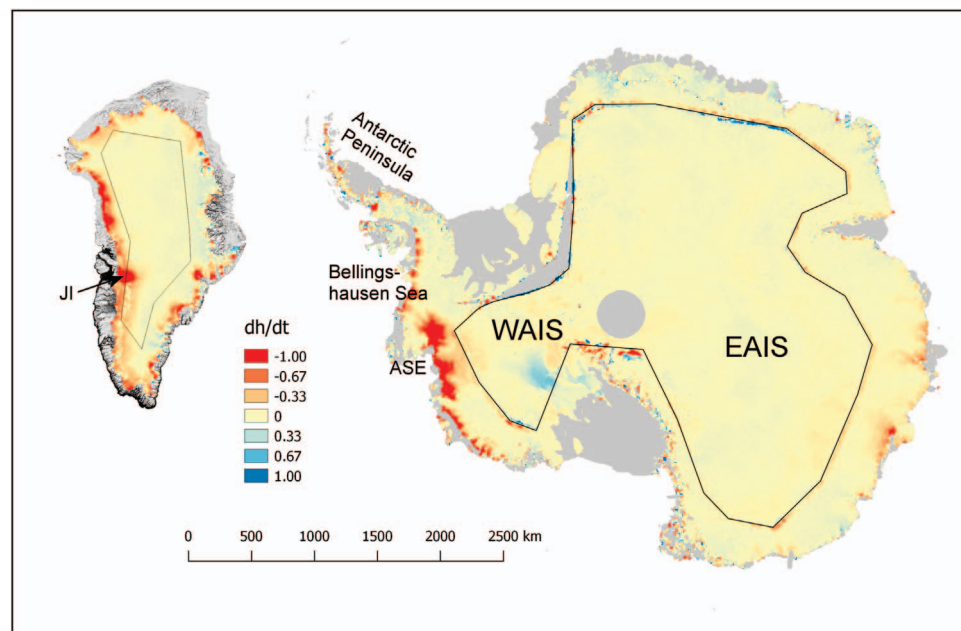 Antarctic
Peninsula
Bellings-
hausen Sea
JI
WAIS
EAIS
ASE
dh/dt
-1.00
-0.67
-0.33
0
0.33
0.67
1.00
0 500 1000 1500 2000 2500 km